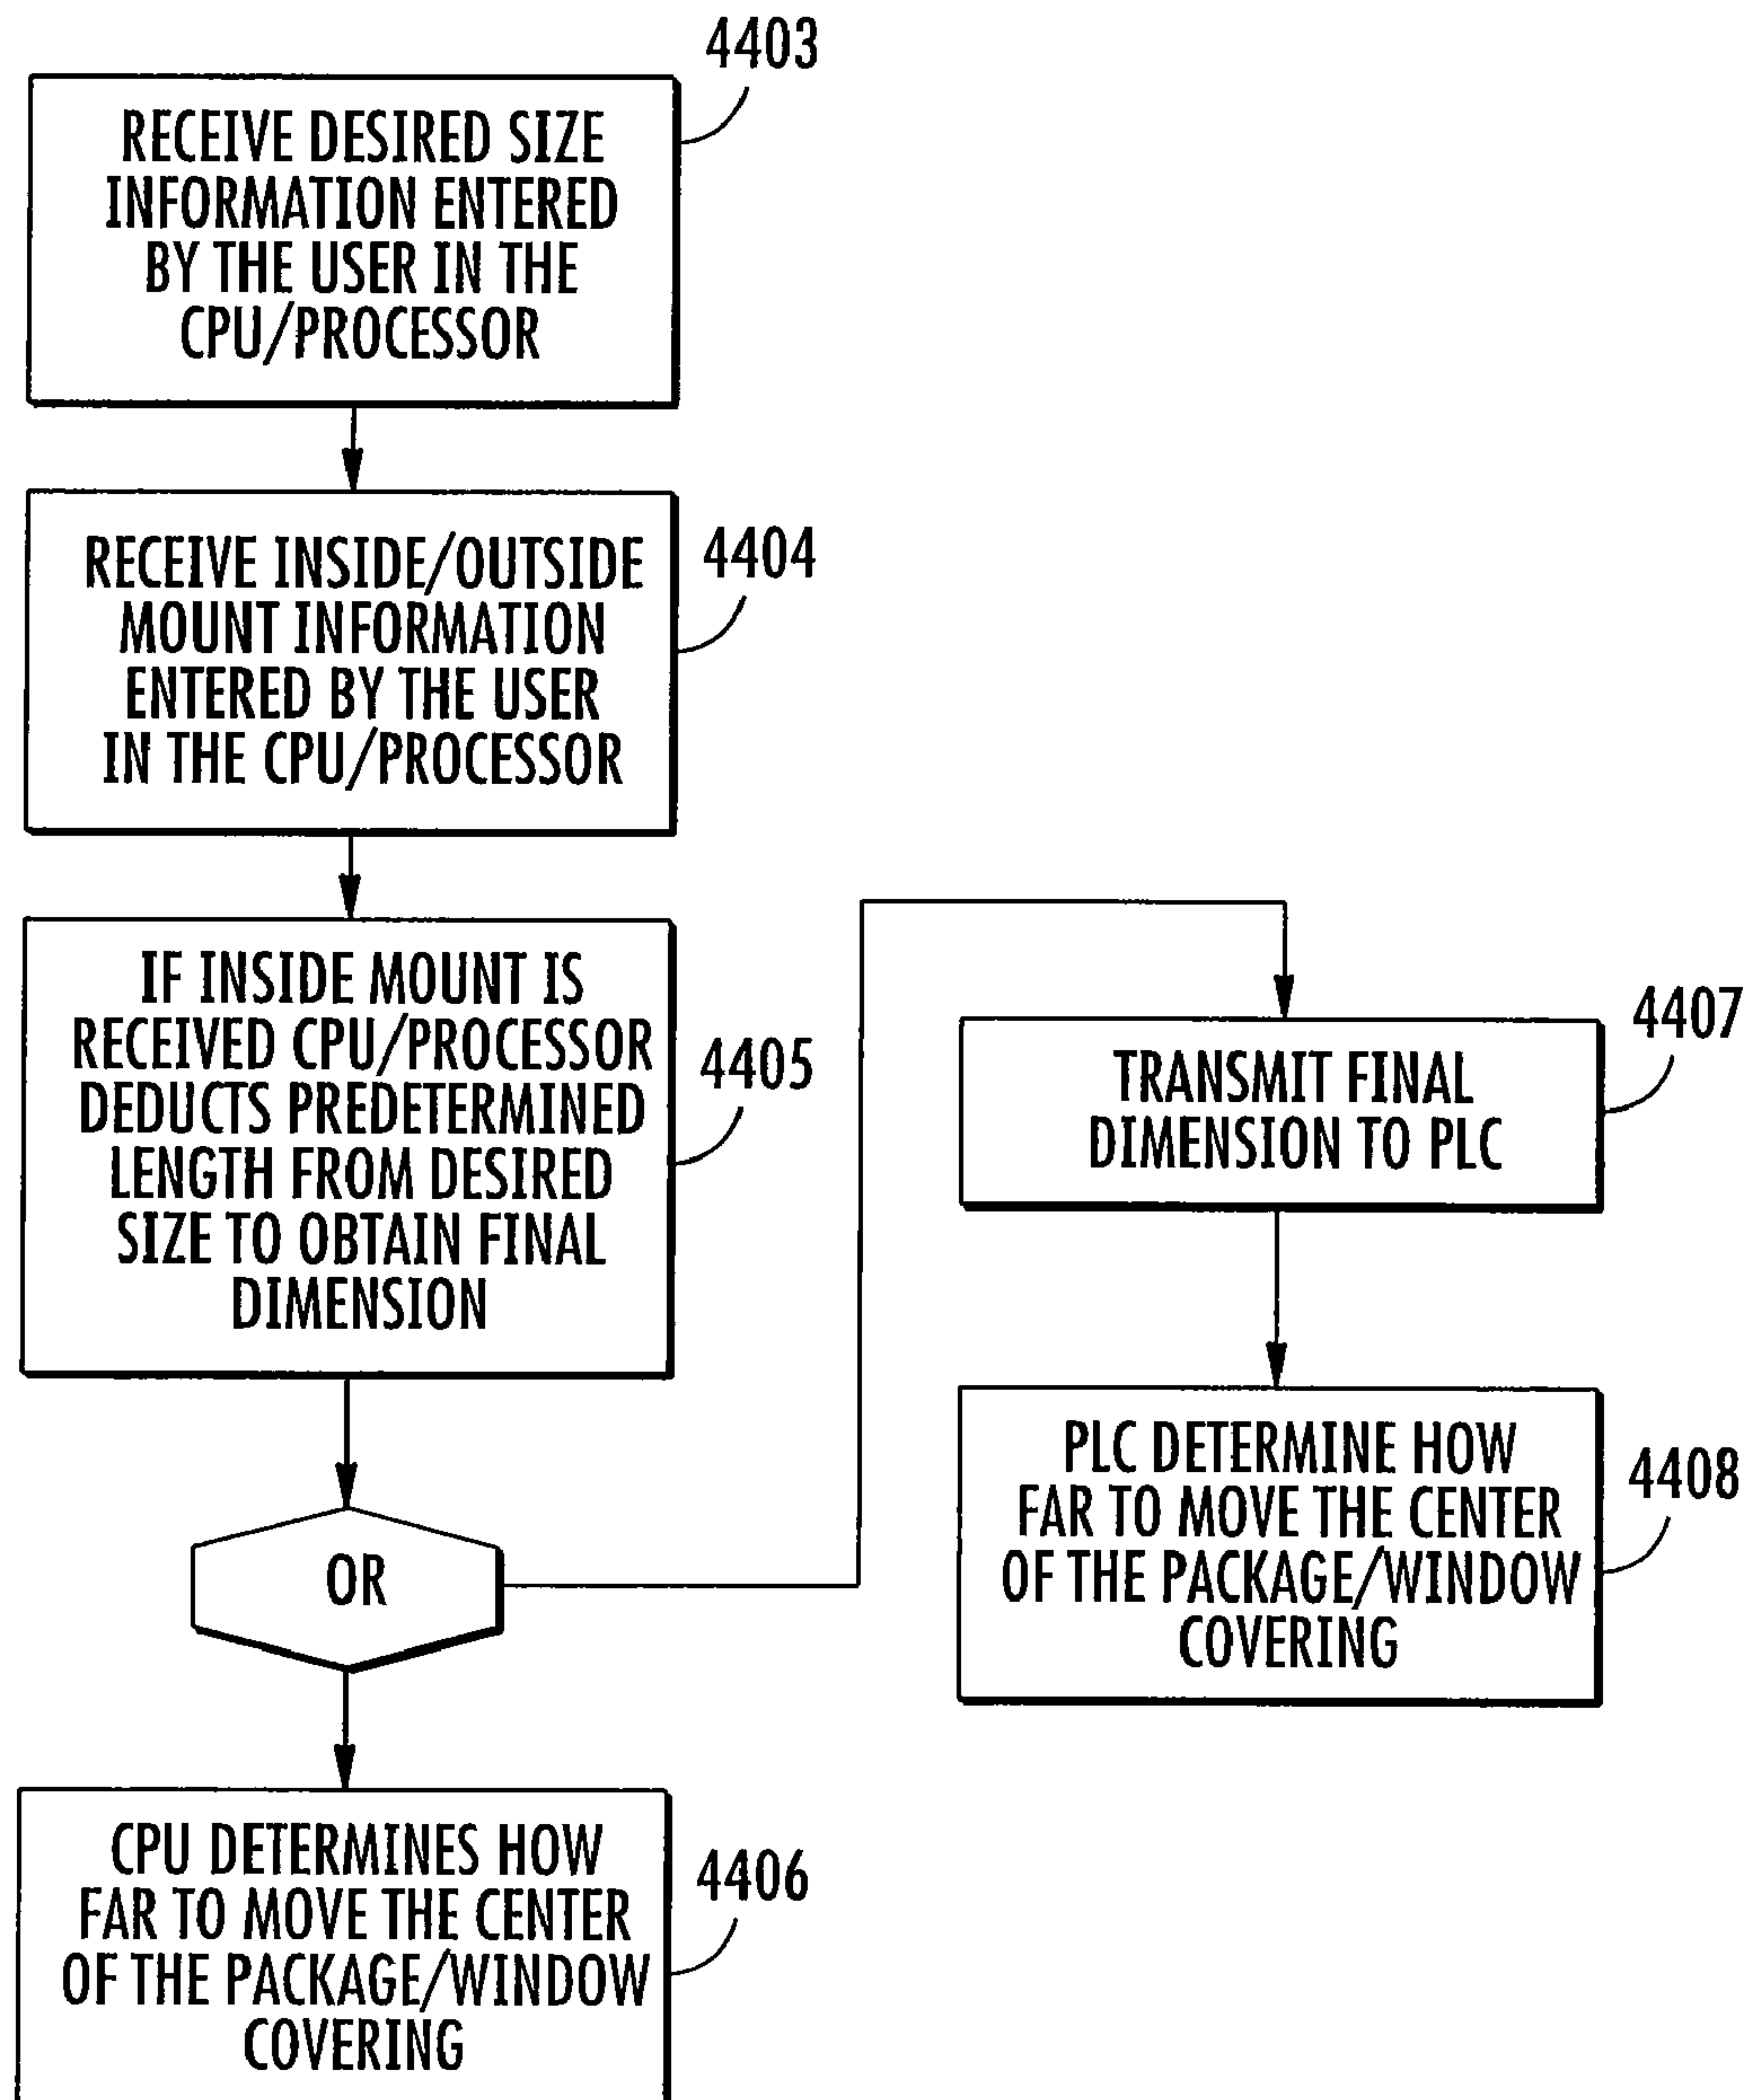 4403
RECEIVE DESIRED SIZE
INFORMATION ENTERED
BY THE USER IN THE
CPU/PROCESSOR
RECEIVE INSIDE/OUTSIDE
MOUNT INFORMATION
ENTERED BY THE USER
IN THE CPU/PROCESSOR
4404
IF INSIDE MOUNT IS
RECEIVED CPU/PROCESSOR
DEDUCTS PREDETERMINED
LENGTH FROM DESIRED
SIZE TO OBTAIN FINAL
DIMENSION
4405
OR
CPU DETERMINES HOW
FAR TO MOVE THE CENTER
OF THE PACKAGE/WINDOW
COVERING
4406
TRANSMIT FINAL
DIMENSION TO PLC
4407
PLC DETERMINE HOW
FAR TO MOVE THE CENTER
OF THE PACKAGE/WINDOW
COVERING
4408